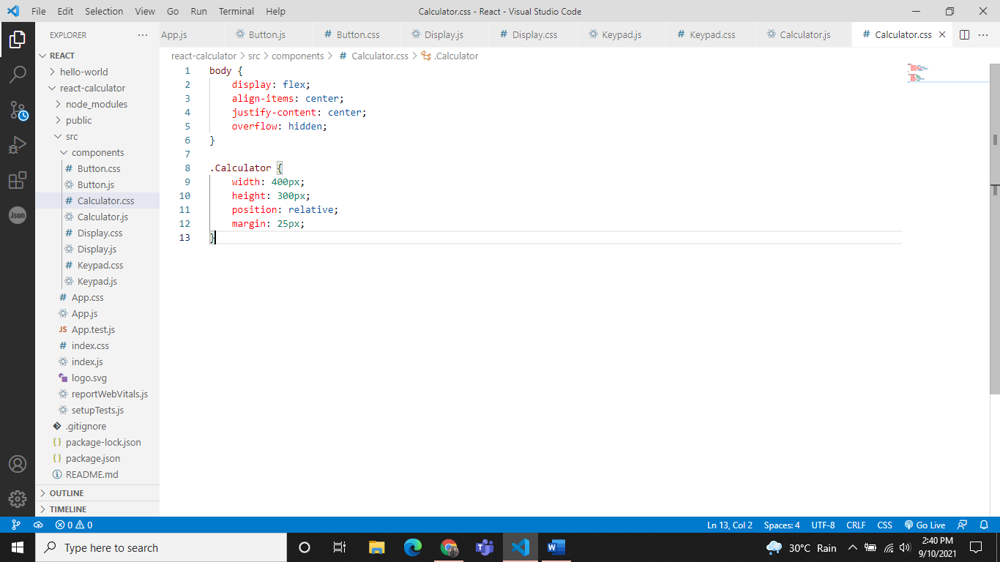 File Edit Selection View Go Run Terminal Help Calculator.css - React - Visual Studio Code
EXPLORER
App.js Button.js # Button.css Display.js # Display.css Keypad.js # Keypad.css Calculator.js # Calculator.css
REACT
react-calculator > src > components > # Calculator.css > .Calculator
hello-world
react-calculator
node_modules
public
src
components
# Button.css
Button.js
# Calculator.css
Calculator.js
# Display.css
Display.js
# Keypad.css
Keypad.js
# App.css
App.js
JS App.test.js
# index.css
index.js
logo.svg
reportWebVitals.js
setupTests.js
.gitignore
{} package-lock.json
{} package.json
README.md
OUTLINE
TIMELINE
Json
1 body {
2 display: flex;
3 align-items: center;
4 justify-content: center;
5 overflow: hidden;
6 }
7
8 .Calculator {
9 width: 400px;
10 height: 300px;
11 position: relative;
12 margin: 25px;
13 }
0 0 Ln 13, Col 2 Spaces: 4 UTF-8 CRLF CSS Go Live
Type here to search
30°C Rain
2:40 PM
9/10/2021